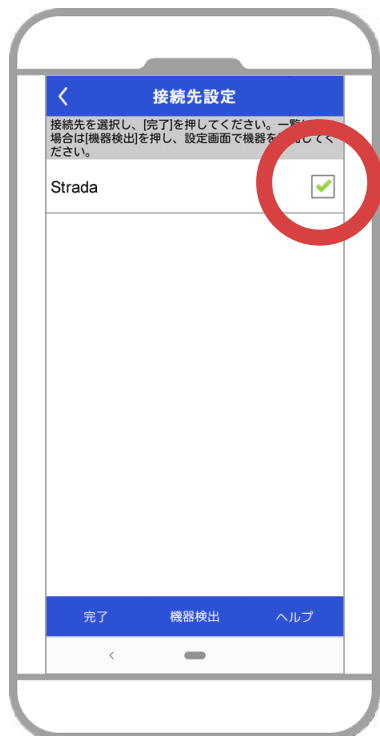 接続先設定
接続先を選択し、[完了]を押してください。一覧に
場合は[機器検出]を押し、設定画面で機器を
ださい。
Strada
完了 機器検出 ヘルプ